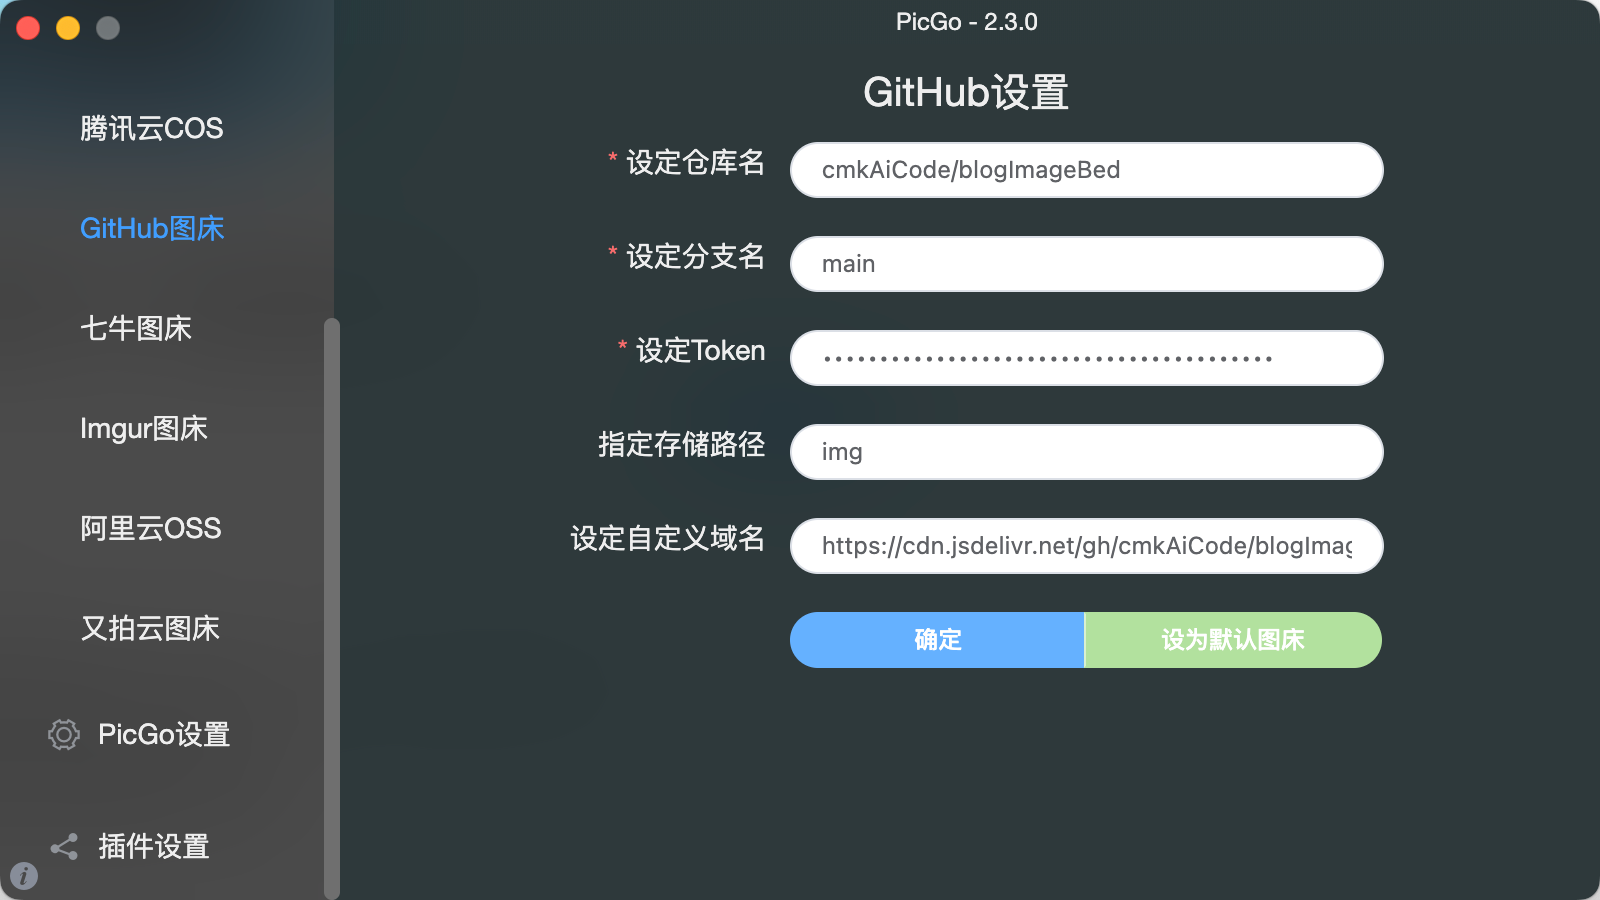 PicGo - 2.3.0
腾讯云COS
GitHub图床
七牛图床
Imgur图床
阿里云OSS
又拍云图床
PicGo设置
插件设置
GitHub设置
* 设定仓库名
cmkAiCode/blogImageBed
* 设定分支名
main
* 设定Token
••••••••••••••••••••••••••••••••••••••••
指定存储路径
img
设定自定义域名
https://cdn.jsdelivr.net/gh/cmkAiCode/blogImag
确定
设为默认图床